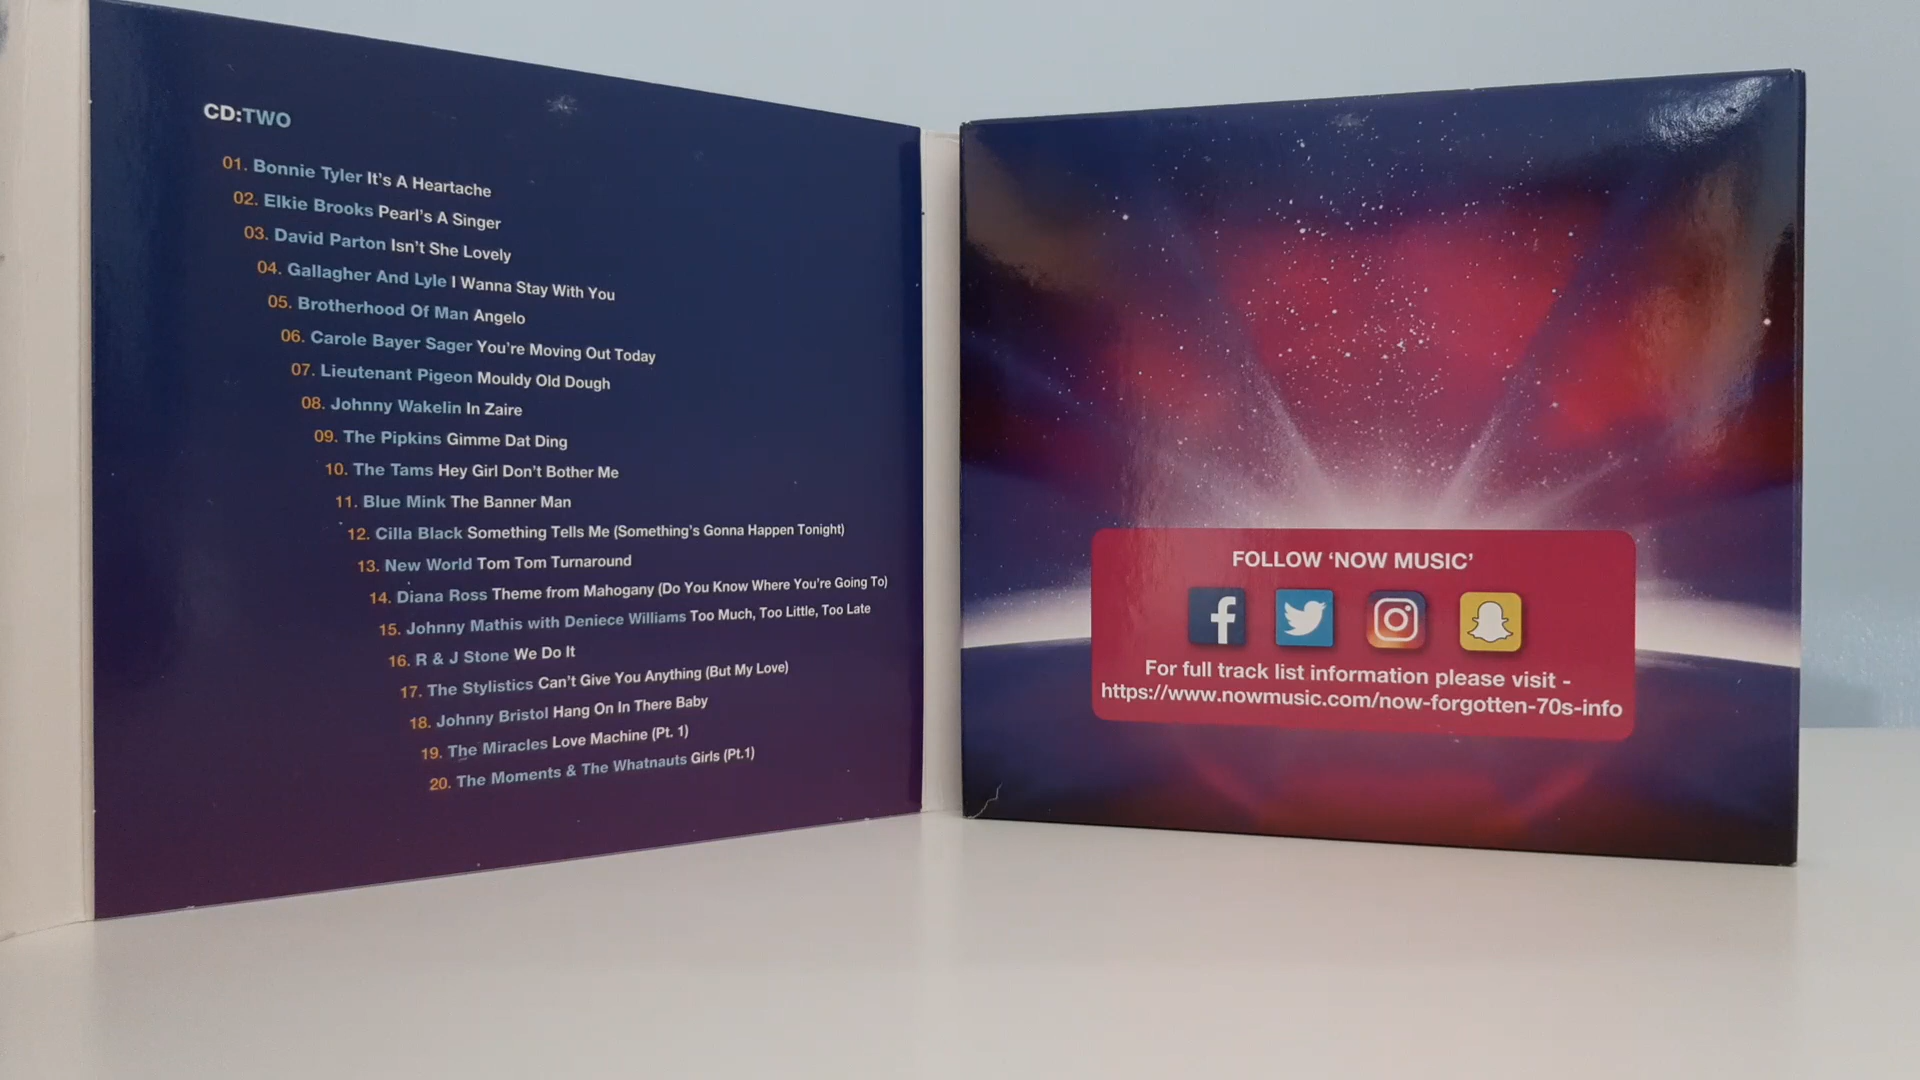 CD:TWO
01. Bonnie Tyler It's A Heartache
02. Elkie Brooks Pearl's A Singer
03. David Parton Isn't She Lovely
04. Gallagher And Lyle I Wanna Stay With You
05. Brotherhood Of Man Angelo
06. Carole Bayer Sager You're Moving Out Today
07. Lieutenant Pigeon Mouldy Old Dough
08. Johnny Wakelin In Zaire
09. The Pipkins Gimme Dat Ding
10. The Tams Hey Girl Don't Bother Me
11. Blue Mink The Banner Man
12. Cilla Black Something Tells Me (Something's Gonna Happen Tonight)
13. New World Tom Tom Turnaround
14. Diana Ross Theme from Mahogany (Do You Know Where You're Going To)
15. Johnny Mathis with Deniece Williams Too Much, Too Little, Too Late
16. R & J Stone We Do It
17. The Stylistics Can't Give You Anything (But My Love)
18. Johnny Bristol Hang On In There Baby
19. The Miracles Love Machine (Pt. 1)
20. The Moments & The Whatnauts Girls (Pt.1)
FOLLOW 'NOW MUSIC'
For full track list information please visit -
https://www.nowmusic.com/now-forgotten-70s-info